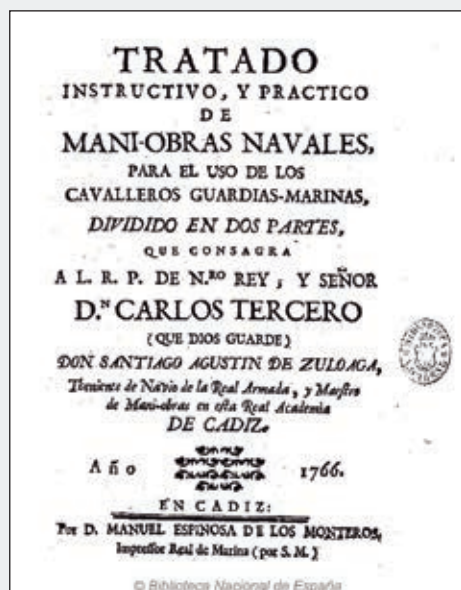 TRATADO
INSTRUCTIVO, Y PRACTICO
DE
MANI-OBRAS NAVALES,
PARA EL USO DE LOS
CAVALLEROS GUARDIAS-MARINAS,
DIVIDIDO EN DOS PARTES,
QUE CONSAGRA
A L. R. P. DE N.RO REY, Y SEÑOR
D.N CARLOS TERCERO
(QUE DIOS GUARDE)
DON SANTIAGO AGUSTIN DE ZULOAGA,
Theniente de Navio de la Real Armada, y Maestro
de Mani-obras en esta Real Academia
DE CADIZ.
Año 1766.
EN CADIZ:
Por D. MANUEL ESPINOSA DE LOS MONTEROS,
Impressor Real de Marina (por S. M.)
© Biblioteca Nacional de España